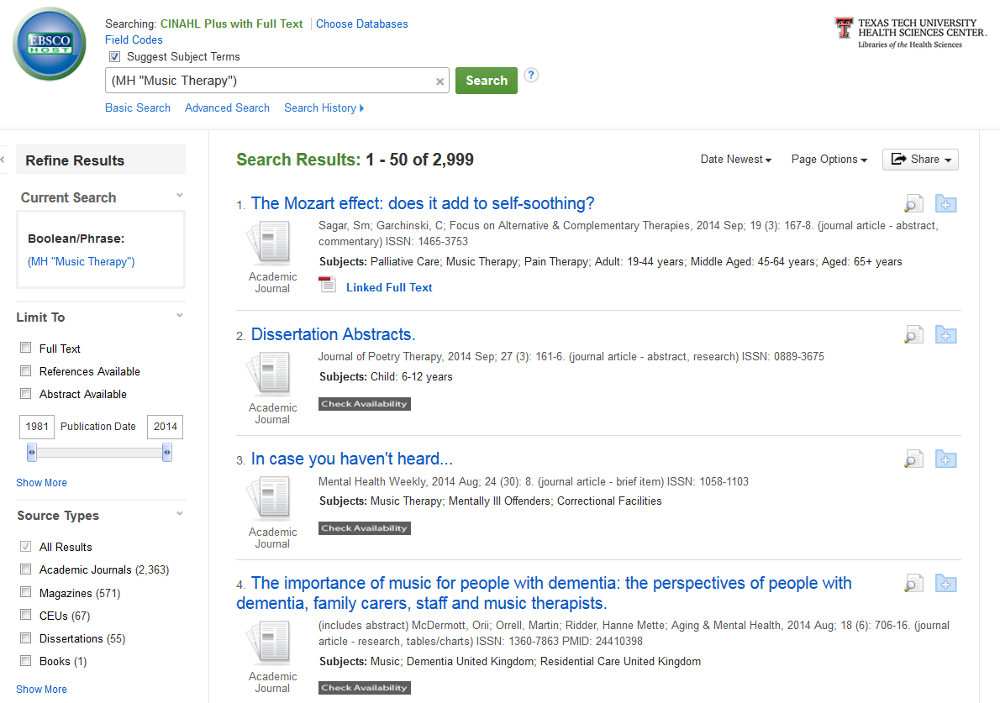 EBSCO
HOST
Searching: CINAHL Plus with Full Text Choose Databases
Field Codes
Suggest Subject Terms
(MH "Music Therapy")
Search
?
Basic Search Advanced Search Search History
TEXAS TECH UNIVERSITY
HEALTH SCIENCES CENTER.
Libraries of the Health Sciences
Refine Results
Current Search
Boolean/Phrase:
(MH "Music Therapy")
Limit To
Full Text
References Available
Abstract Available
1981 Publication Date 2014
Show More
Source Types
All Results
Academic Journals (2,363)
Magazines (571)
CEUs (67)
Dissertations (55)
Books (1)
Show More
Search Results: 1 - 50 of 2,999
Date Newest Page Options Share
1. The Mozart effect: does it add to self-soothing?
Sagar, Sm; Garchinski, C; Focus on Alternative & Complementary Therapies, 2014 Sep; 19 (3): 167-8. (journal article - abstract,
commentary) ISSN: 1465-3753
Subjects: Palliative Care; Music Therapy; Pain Therapy; Adult: 19-44 years; Middle Aged: 45-64 years; Aged: 65+ years
Academic
Journal
Linked Full Text
2. Dissertation Abstracts.
Journal of Poetry Therapy, 2014 Sep; 27 (3): 161-6. (journal article - abstract, research) ISSN: 0889-3675
Subjects: Child: 6-12 years
Check Availability
Academic
Journal
3. In case you haven't heard...
Mental Health Weekly, 2014 Aug; 24 (30): 8. (journal article - brief item) ISSN: 1058-1103
Subjects: Music Therapy; Mentally Ill Offenders; Correctional Facilities
Check Availability
Academic
Journal
4. The importance of music for people with dementia: the perspectives of people with
dementia, family carers, staff and music therapists.
(includes abstract) McDermott, Orii; Orrell, Martin; Ridder, Hanne Mette; Aging & Mental Health, 2014 Aug; 18 (6): 706-16. (journal
article - research, tables/charts) ISSN: 1360-7863 PMID: 24410398
Subjects: Music; Dementia United Kingdom; Residential Care United Kingdom
Academic
Journal
Check Availability